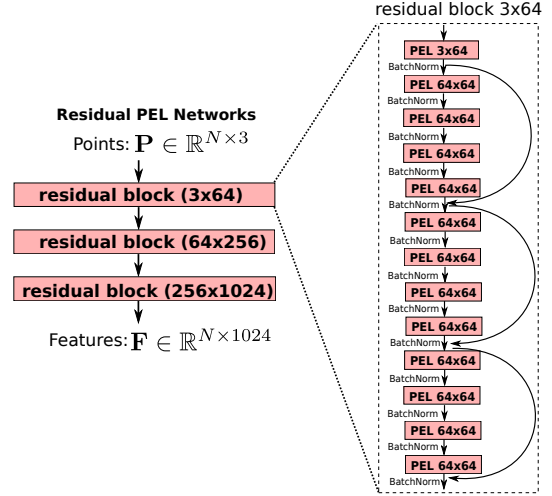 Residual PEL Networks
Points: P ∈ ℝ^{N×3}
residual block (3x64)
residual block (64x256)
residual block (256x1024)
Features: F ∈ ℝ^{N×1024}
residual block 3x64
PEL 3x64
BatchNorm
PEL 64x64
BatchNorm
PEL 64x64
BatchNorm
PEL 64x64
BatchNorm
PEL 64x64
BatchNorm
PEL 64x64
BatchNorm
PEL 64x64
BatchNorm
PEL 64x64
BatchNorm
PEL 64x64
BatchNorm
PEL 64x64
BatchNorm
PEL 64x64
BatchNorm
PEL 64x64
BatchNorm
PEL 64x64
BatchNorm